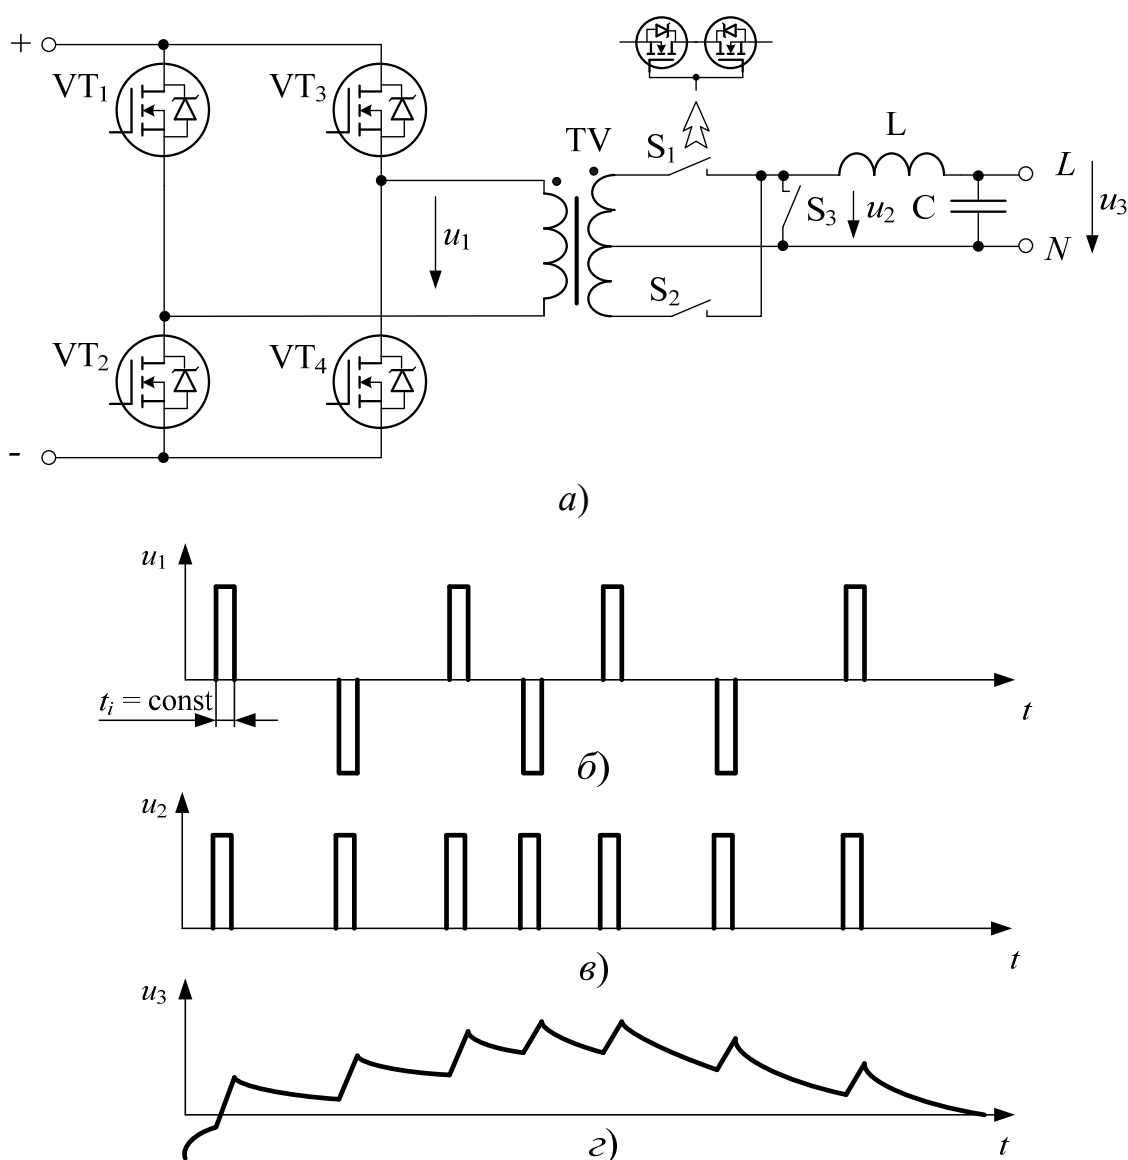 +
VT1
VT3
TV
S1
L
L
S3
u2
C
u3
u1
N
S2
VT2
VT4
-
а)
u1
ti = const
t
б)
u2
в)
t
u3
г)
t